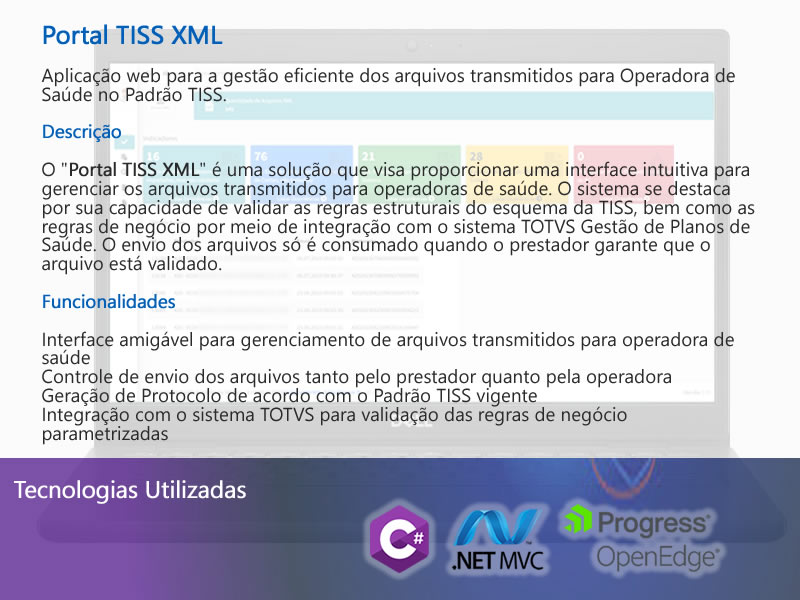 Portal TISS XML
Aplicação web para a gestão eficiente dos arquivos transmitidos para Operadora de
Saúde no Padrão TISS.
Descrição
O "Portal TISS XML" é uma solução que visa proporcionar uma interface intuitiva para
gerenciar os arquivos transmitidos para operadoras de saúde. O sistema se destaca
por sua capacidade de validar as regras estruturais do esquema da TISS, bem como as
regras de negócio por meio de integração com o sistema TOTVS Gestão de Planos de
Saúde. O envio dos arquivos só é consumado quando o prestador garante que o
arquivo está validado.
Funcionalidades
Interface amigável para gerenciamento de arquivos transmitidos para operadora de
saúde
Controle de envio dos arquivos tanto pelo prestador quanto pela operadora
Geração de Protocolo de acordo com o Padrão TISS vigente
Integração com o sistema TOTVS para validação das regras de negócio
parametrizadas
Indicadores
16 76 21 28 0
DELL
Tecnologias Utilizadas
C#
.NET MVC
Progress®
OpenEdge®